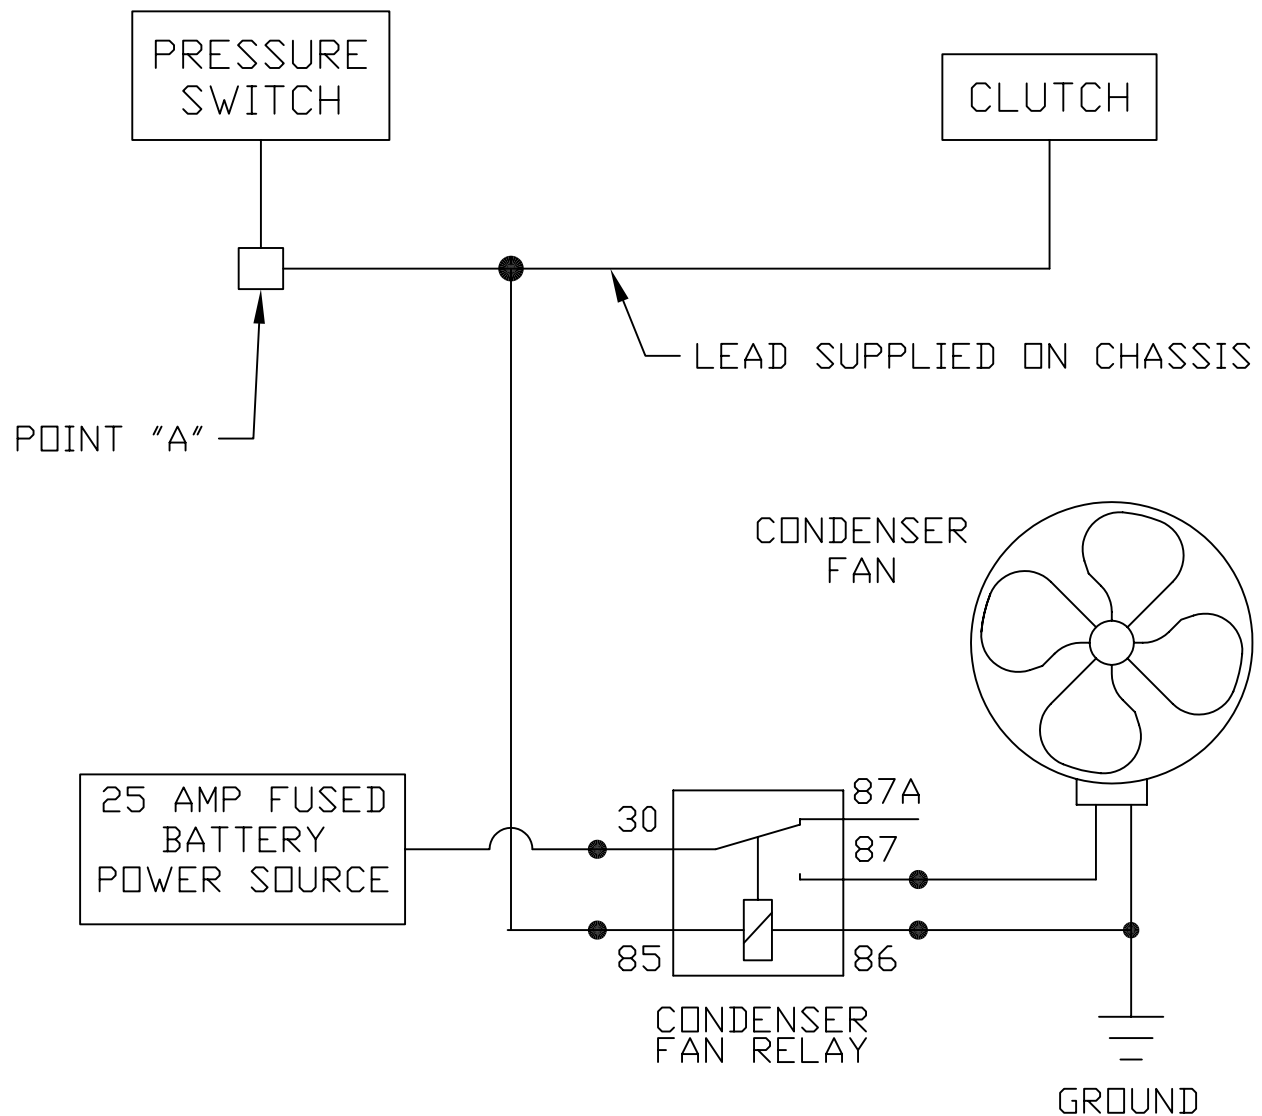 PRESSURE
SWITCH
CLUTCH
LEAD SUPPLIED ON CHASSIS
POINT "A"
CONDENSER
FAN
25 AMP FUSED
BATTERY
POWER SOURCE
30
87A
87
85
86
CONDENSER
FAN RELAY
GROUND